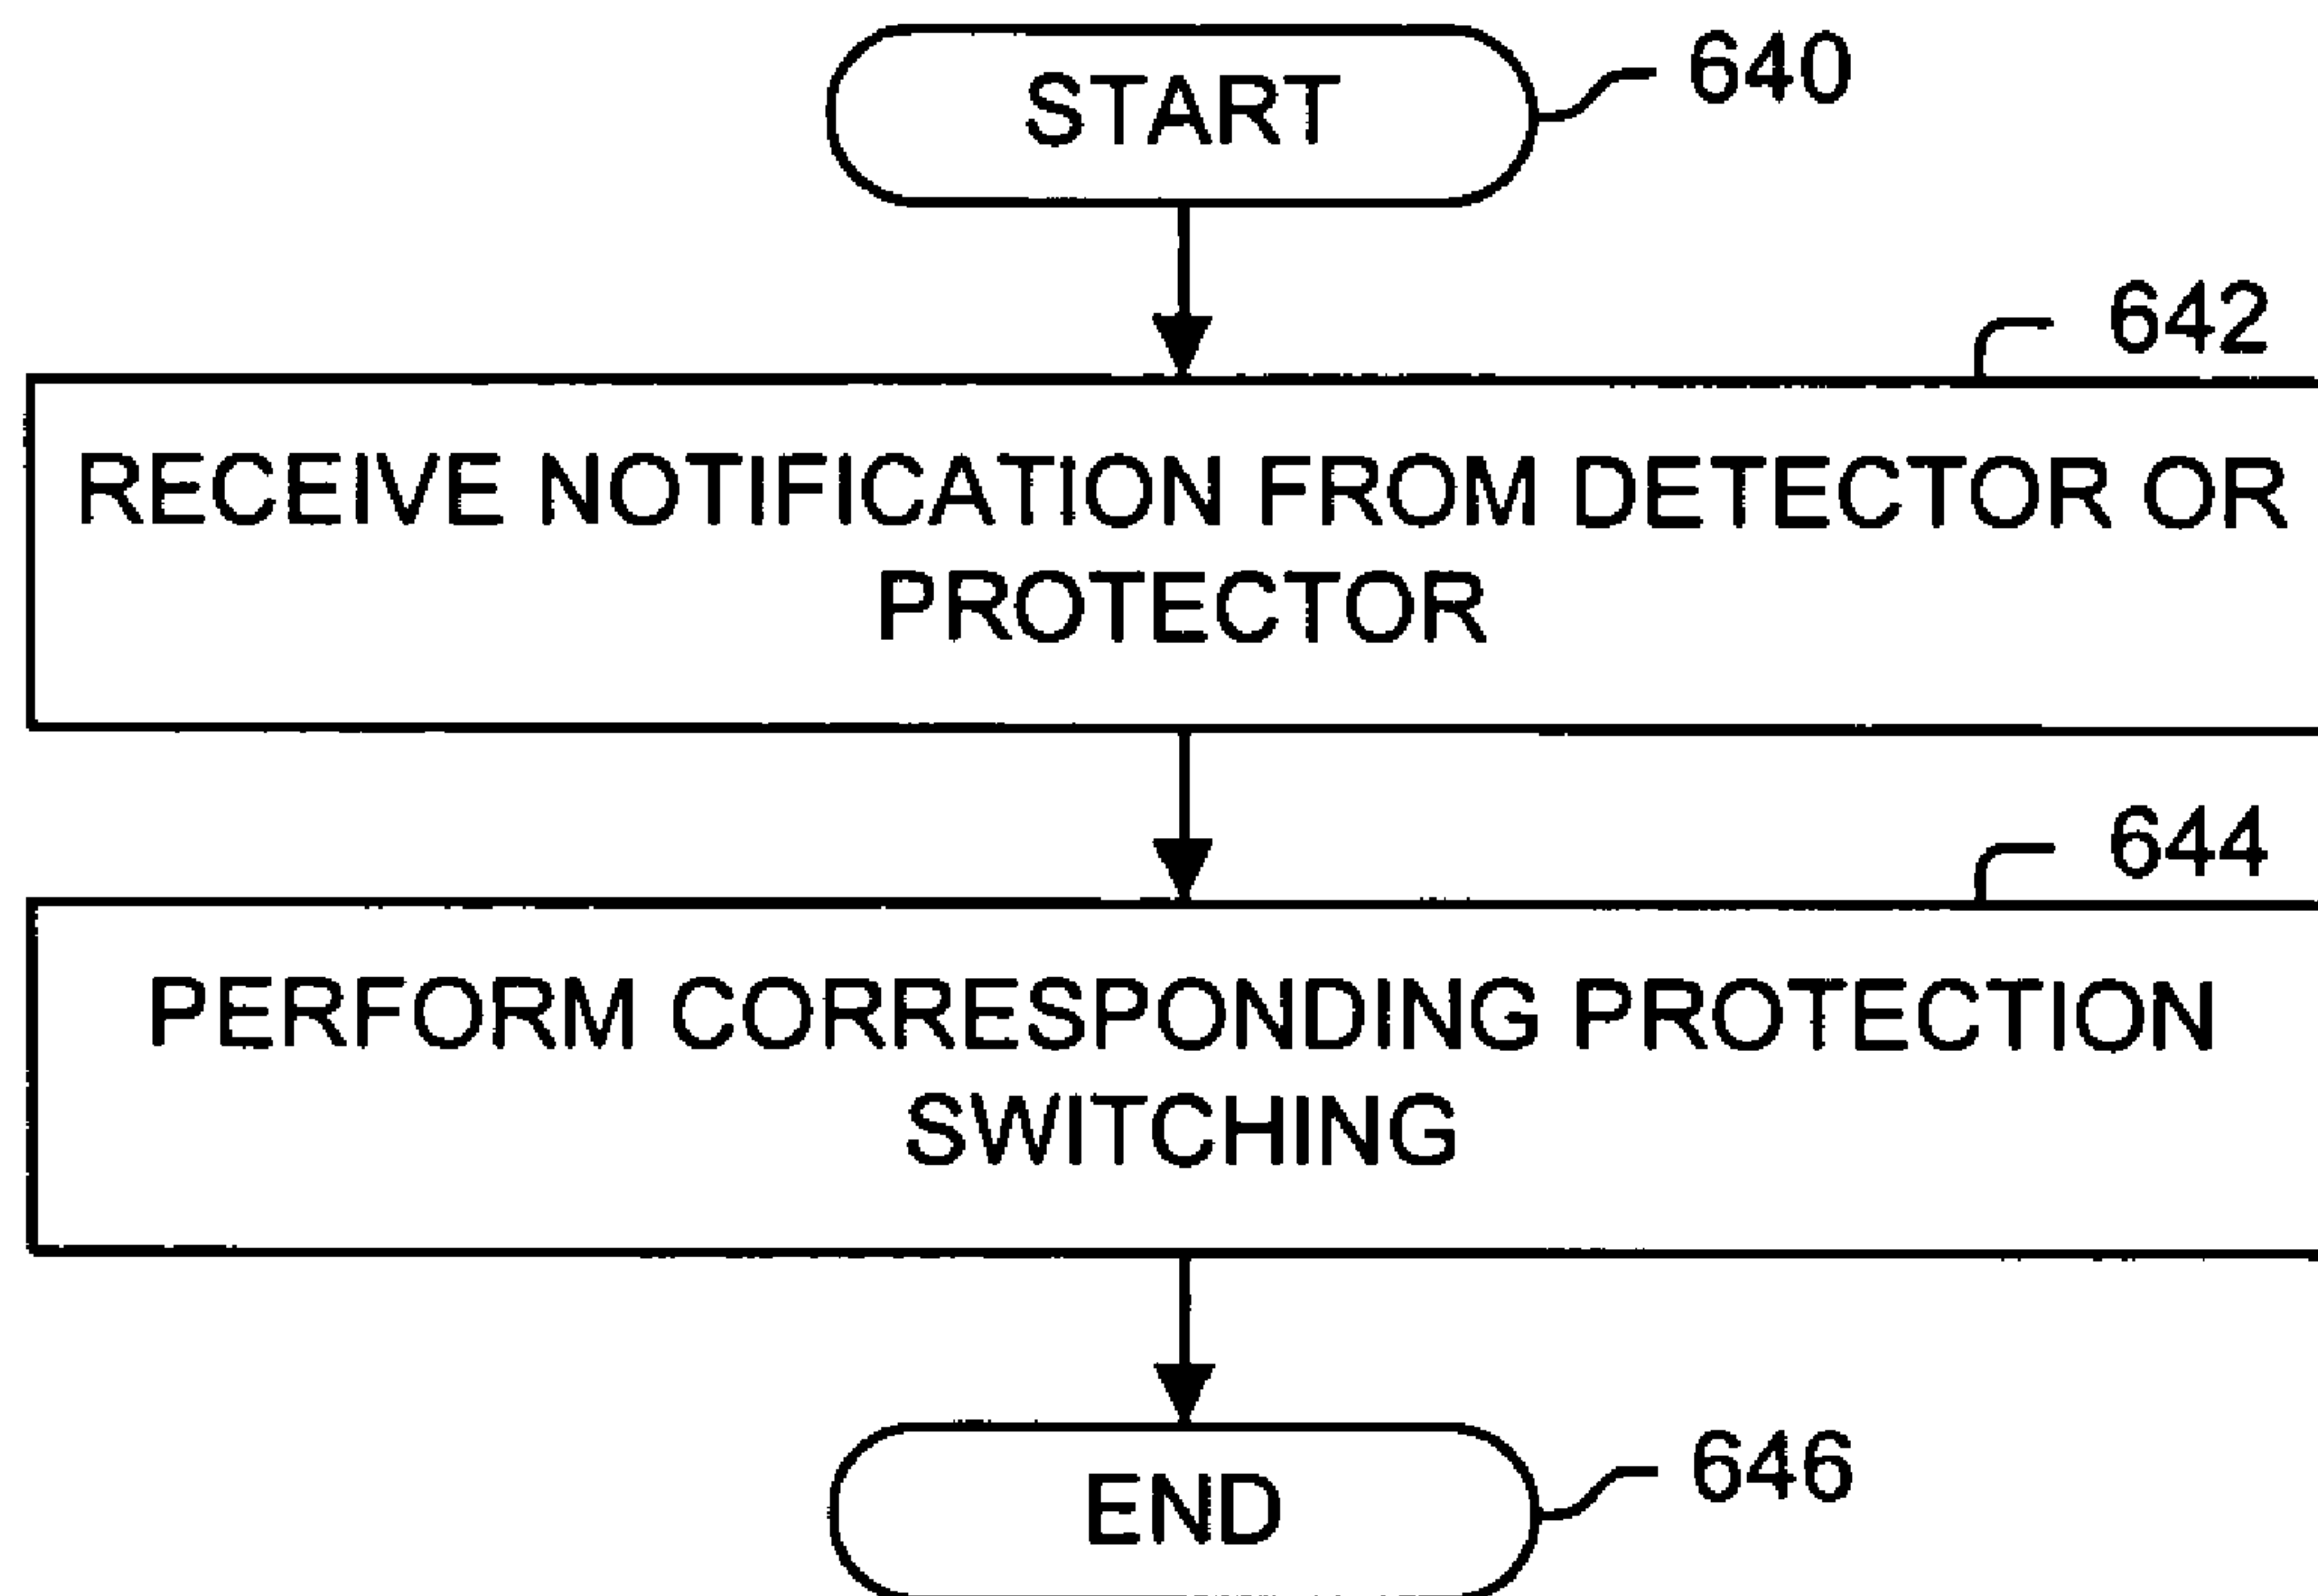 START
640
642
RECEIVE NOTIFICATION FROM DETECTOR OR
PROTECTOR
644
PERFORM CORRESPONDING PROTECTION
SWITCHING
END
646